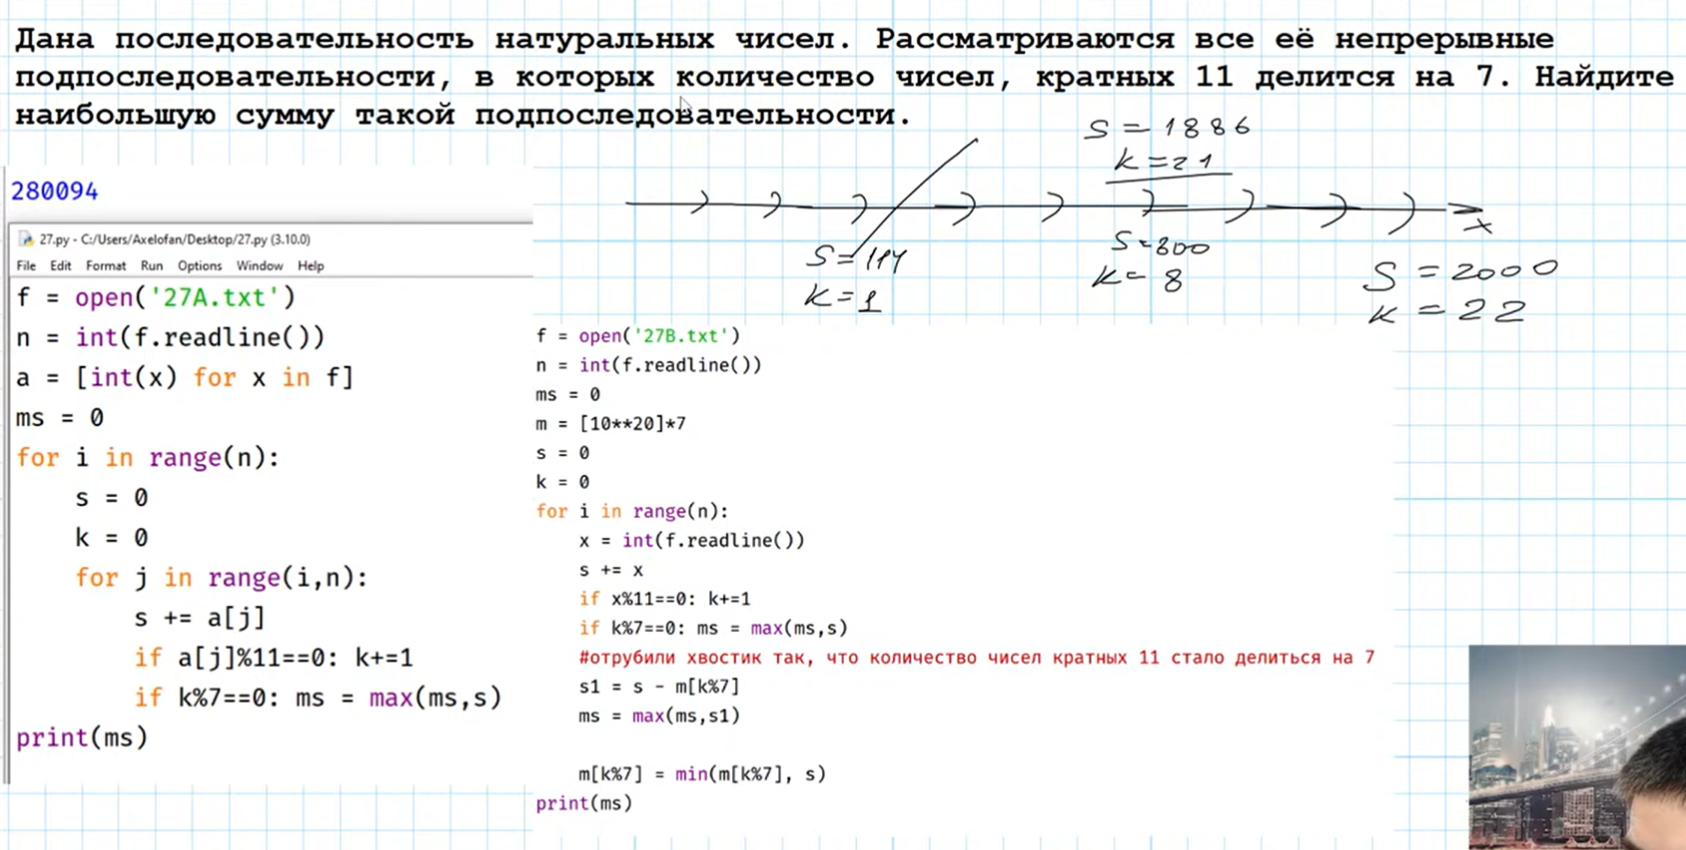 Дана последовательность натуральных чисел. Рассматриваются все её непрерывные
подпоследовательности, в которых количество чисел, кратных 11 делится на 7. Найдите
наибольшую сумму такой подпоследовательности.
S = 1886
k = 21
S = 114
k = 1
S = 800
k = 8
x
S = 2000
k = 22
280094
27.py - C:/Users/Axelofan/Desktop/27.py (3.10.0)
File Edit Format Run Options Window Help
f = open('27A.txt')
n = int(f.readline())
a = [int(x) for x in f]
ms = 0
for i in range(n):
    s = 0
    k = 0
    for j in range(i,n):
        s += a[j]
        if a[j]%11==0: k+=1
        if k%7==0: ms = max(ms,s)
print(ms)
f = open('27B.txt')
n = int(f.readline())
ms = 0
m = [10**20]*7
s = 0
k = 0
for i in range(n):
    x = int(f.readline())
    s += x
    if x%11==0: k+=1
    if k%7==0: ms = max(ms,s)
    #отрубили хвостик так, что количество чисел кратных 11 стало делиться на 7
    s1 = s - m[k%7]
    ms = max(ms,s1)
    m[k%7] = min(m[k%7], s)
print(ms)